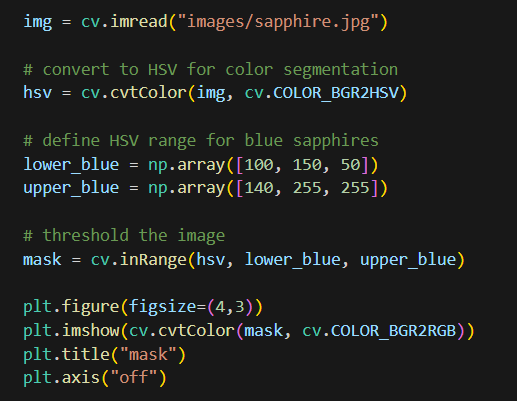 img = cv.imread("images/sapphire.jpg")
# convert to HSV for color segmentation
hsv = cv.cvtColor(img, cv.COLOR_BGR2HSV)
# define HSV range for blue sapphires
lower_blue = np.array([100, 150, 50])
upper_blue = np.array([140, 255, 255])
# threshold the image
mask = cv.inRange(hsv, lower_blue, upper_blue)
plt.figure(figsize=(4,3))
plt.imshow(cv.cvtColor(mask, cv.COLOR_BGR2RGB))
plt.title("mask")
plt.axis("off")